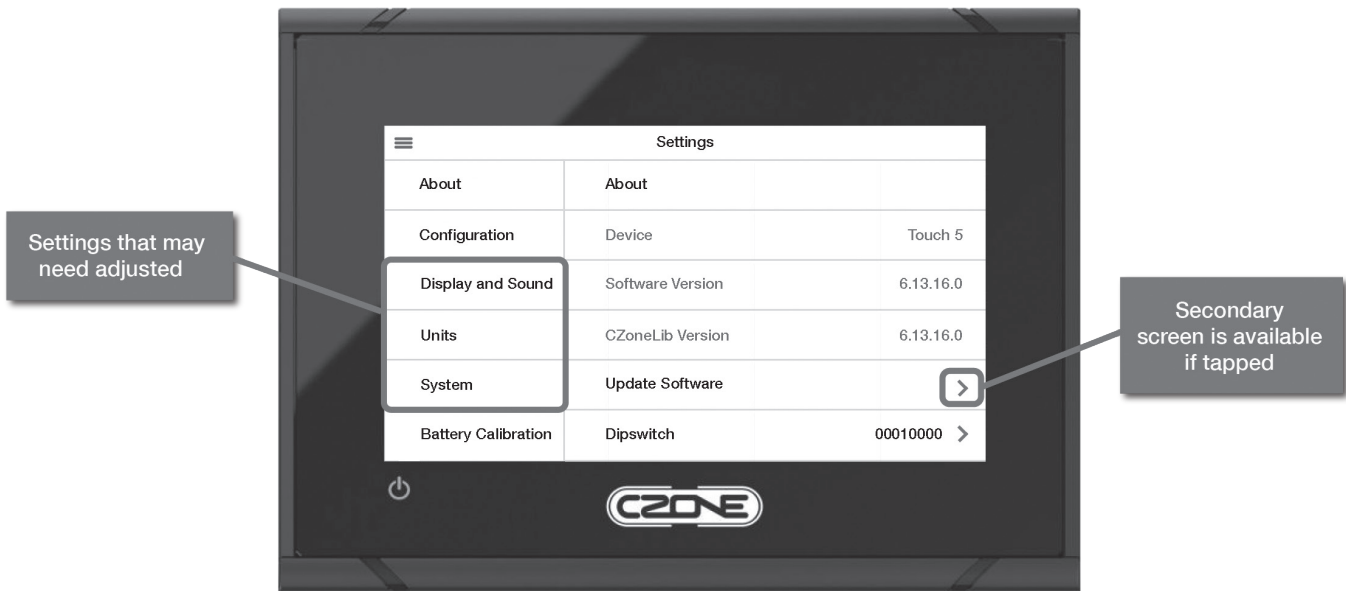 Settings
About
About
Configuration
Device
Touch 5
Display and Sound
Software Version
6.13.16.0
Units
CZoneLib Version
6.13.16.0
System
Update Software
Battery Calibration
Dipswitch
00010000
CZONE
Settings that may
need adjusted
Secondary
screen is available
if tapped